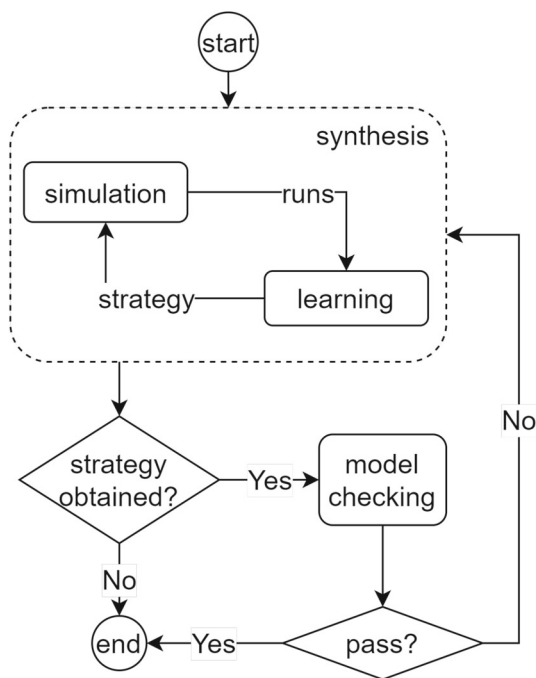 start
synthesis
simulation
runs
strategy
learning
strategy
obtained?
Yes
model
checking
No
No
end
Yes
pass?